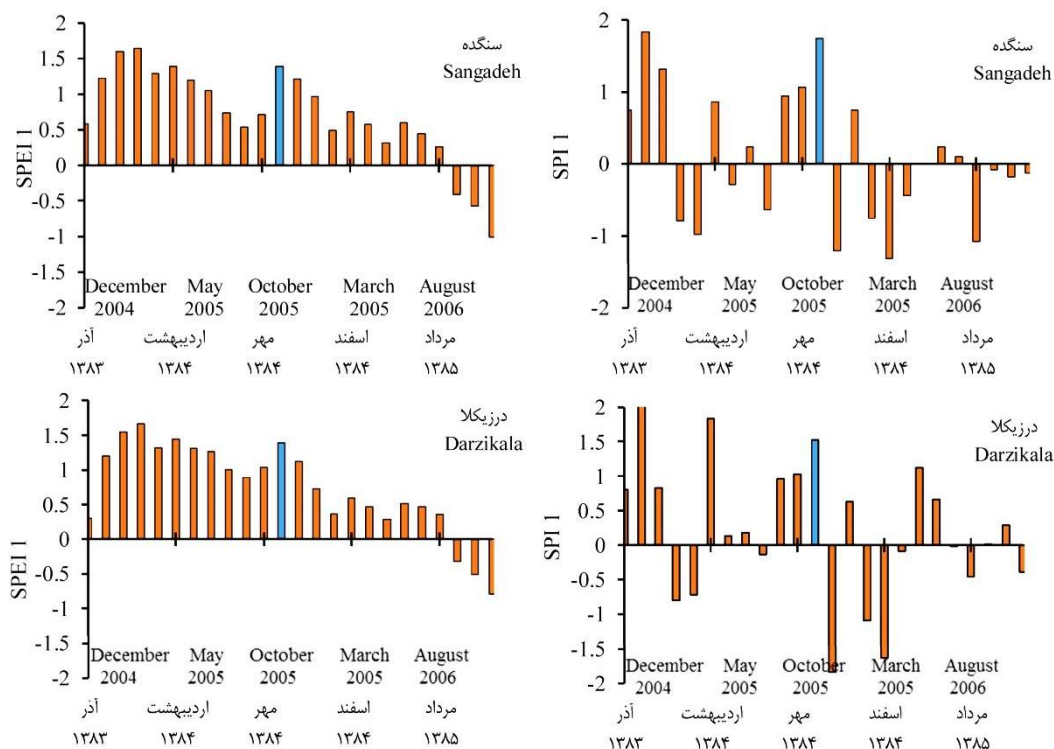 2
1.5
1
0.5
0
-0.5
-1
-1.5
-2
SPEI 1
سنگده
Sangadeh
December May October March August
2004 2005 2005 2005 2006
آذر اردیبهشت مهر اسفند مرداد
۱۳۸۳ ۱۳۸۴ ۱۳۸۴ ۱۳۸۴ ۱۳۸۵
2
1
0
-1
-2
SPI 1
سنگده
Sangadeh
December May October March August
2004 2005 2005 2005 2006
آذر اردیبهشت مهر اسفند مرداد
۱۳۸۳ ۱۳۸۴ ۱۳۸۴ ۱۳۸۴ ۱۳۸۵
2
1.5
1
0.5
0
-0.5
-1
-1.5
-2
SPEI 1
درزیکلا
Darzikala
December May October March August
2004 2005 2005 2005 2006
آذر اردیبهشت مهر اسفند مرداد
۱۳۸۳ ۱۳۸۴ ۱۳۸۴ ۱۳۸۴ ۱۳۸۵
2
1.5
1
0.5
0
-0.5
-1
-1.5
-2
SPI 1
درزیکلا
Darzikala
December May October March August
2004 2005 2005 2005 2006
آذر اردیبهشت مهر اسفند مرداد
۱۳۸۳ ۱۳۸۴ ۱۳۸۴ ۱۳۸۴ ۱۳۸۵